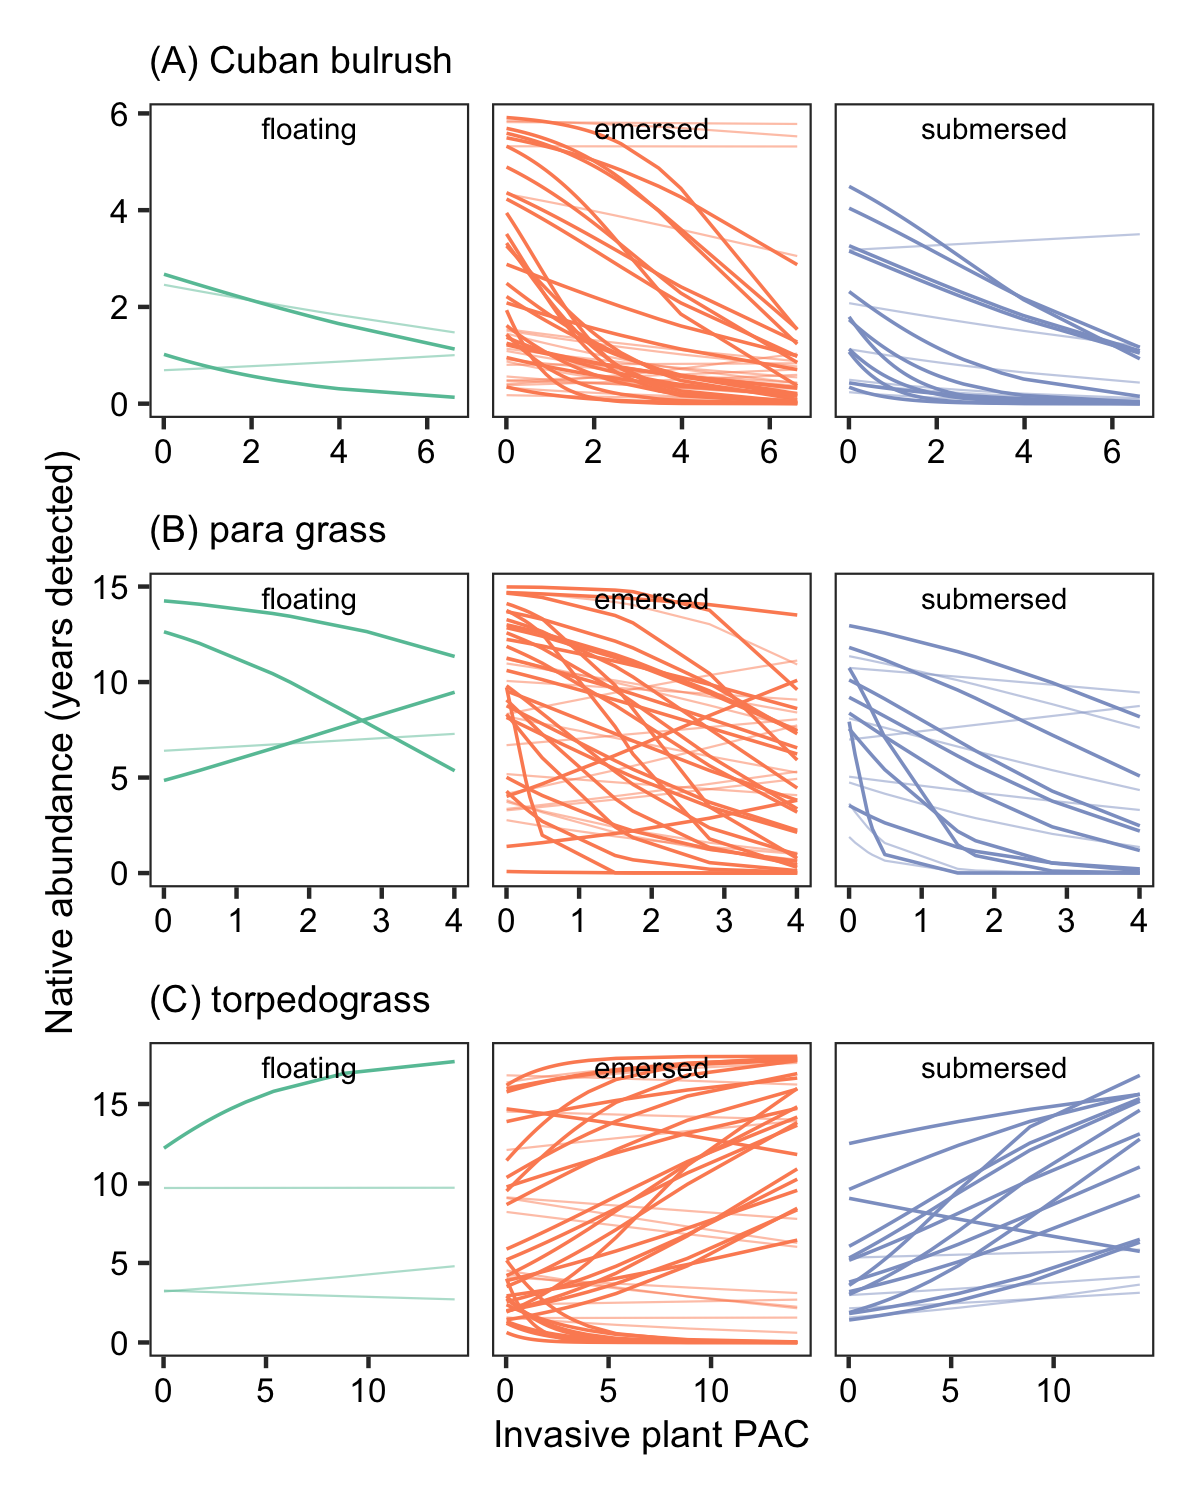 (A) Cuban bulrush
floating
emersed
submersed
6
4
2
0
0 2 4 6
0 2 4 6
0 2 4 6
(B) para grass
floating
emersed
submersed
15
10
5
0
0 1 2 3 4
0 1 2 3 4
0 1 2 3 4
(C) torpedograss
floating
emersed
submersed
15
10
5
0
0 5 10
0 5 10
0 5 10
Native abundance (years detected)
Invasive plant PAC